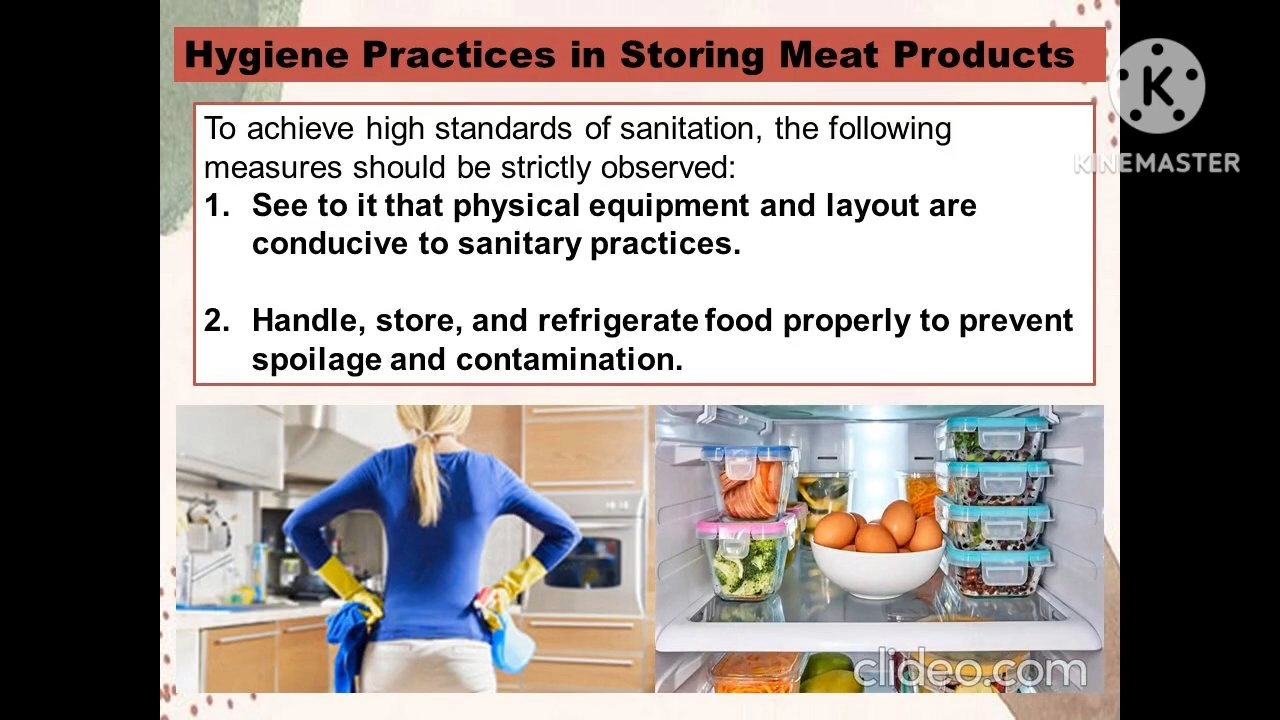 Hygiene Practices in Storing Meat Products
K
KINEMASTER
To achieve high standards of sanitation, the following
measures should be strictly observed:
1. See to it that physical equipment and layout are
conducive to sanitary practices.
2. Handle, store, and refrigerate food properly to prevent
spoilage and contamination.
clideo.com